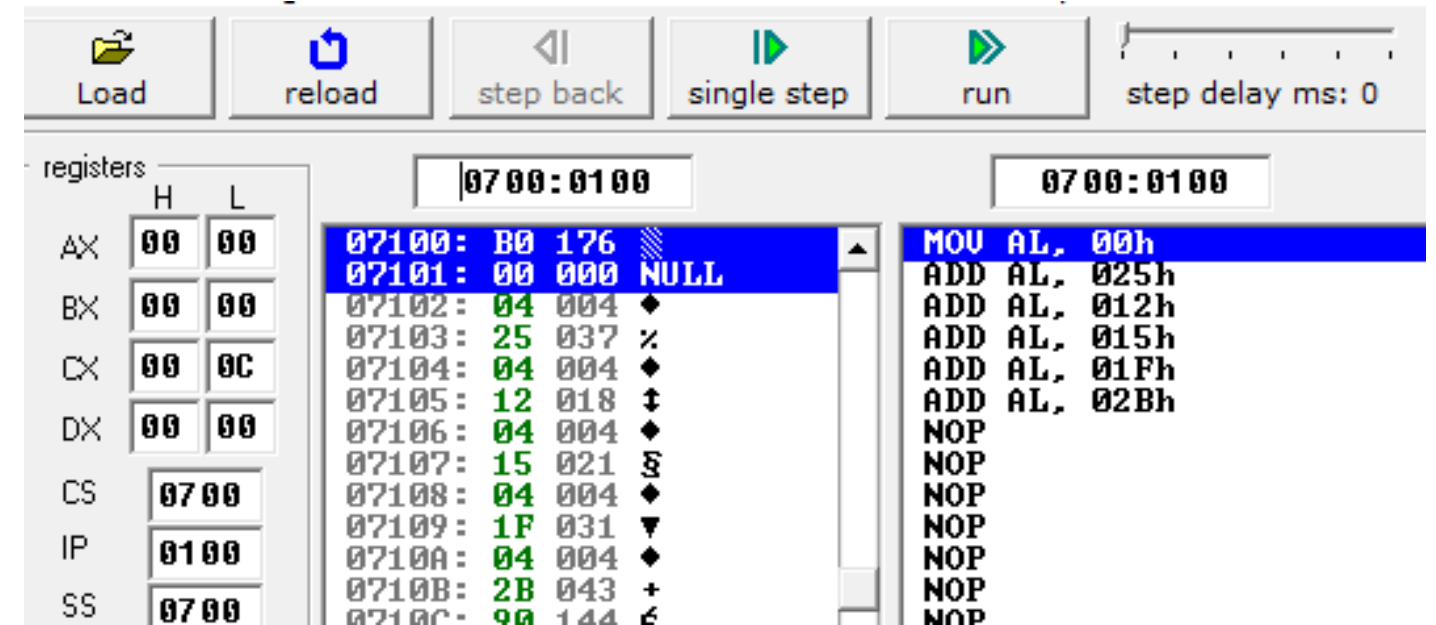 Load reload step back single step run step delay ms: 0
registers
H L
0700:0100
0700:0100
AX 00 00
BX 00 00
CX 00 0C
DX 00 00
CS 0700
IP 0100
SS 0700
07100: B0 176 ▒
07101: 00 000 NULL
07102: 04 004 ♦
07103: 25 037 %
07104: 04 004 ♦
07105: 12 018 ↕
07106: 04 004 ♦
07107: 15 021 §
07108: 04 004 ♦
07109: 1F 031 ▼
0710A: 04 004 ♦
0710B: 2B 043 +
0710C: 90 144 É
MOV AL, 00h
ADD AL, 025h
ADD AL, 012h
ADD AL, 015h
ADD AL, 01Fh
ADD AL, 02Bh
NOP
NOP
NOP
NOP
NOP
NOP
NOP